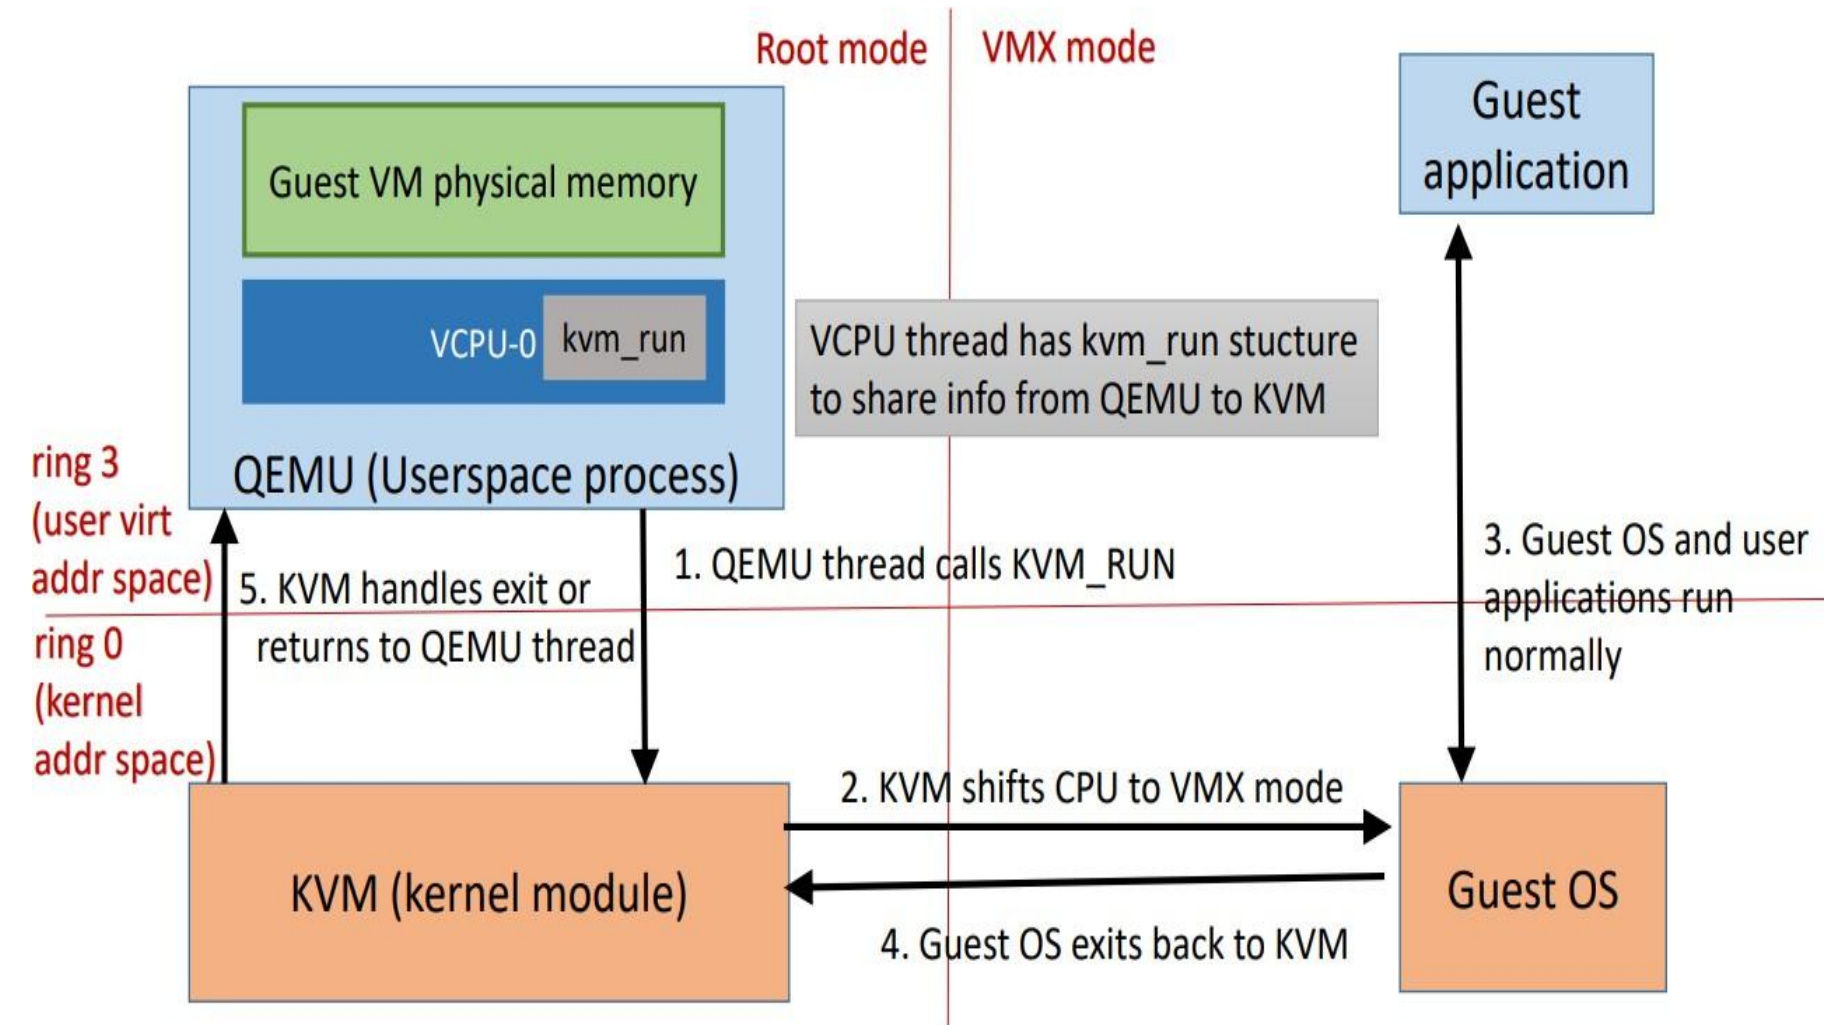 Root mode
VMX mode
Guest
application
Guest VM physical memory
VCPU-0
kvm_run
VCPU thread has kvm_run stucture
to share info from QEMU to KVM
QEMU (Userspace process)
ring 3
(user virt
addr space)
1. QEMU thread calls KVM_RUN
5. KVM handles exit or
returns to QEMU thread
3. Guest OS and user
applications run
normally
ring 0
(kernel
addr space)
2. KVM shifts CPU to VMX mode
KVM (kernel module)
Guest OS
4. Guest OS exits back to KVM